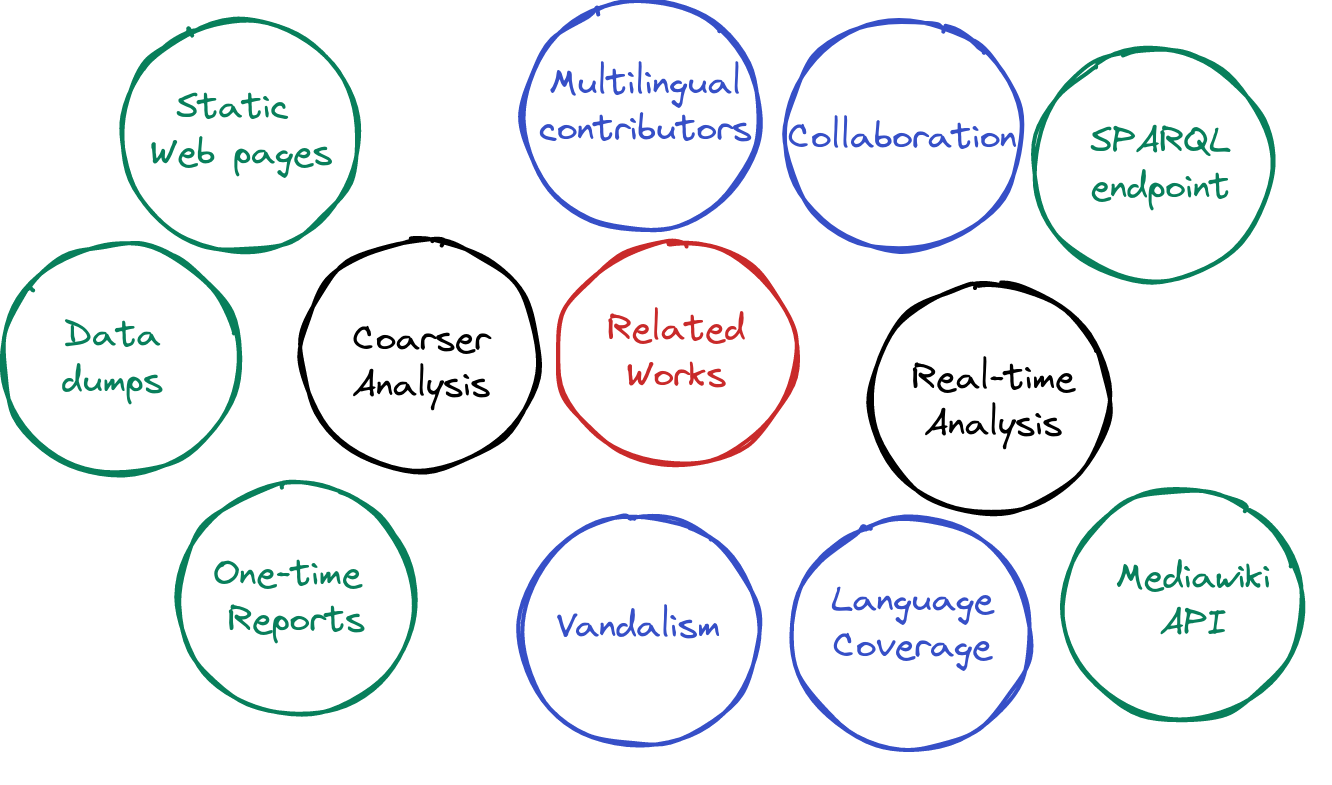 Static
Web pages
Multilingual
contributors
Collaboration
SPARQL
endpoint
Data
dumps
Coarser
Analysis
Related
Works
Real-time
Analysis
One-time
Reports
Vandalism
Language
Coverage
Mediawiki
API